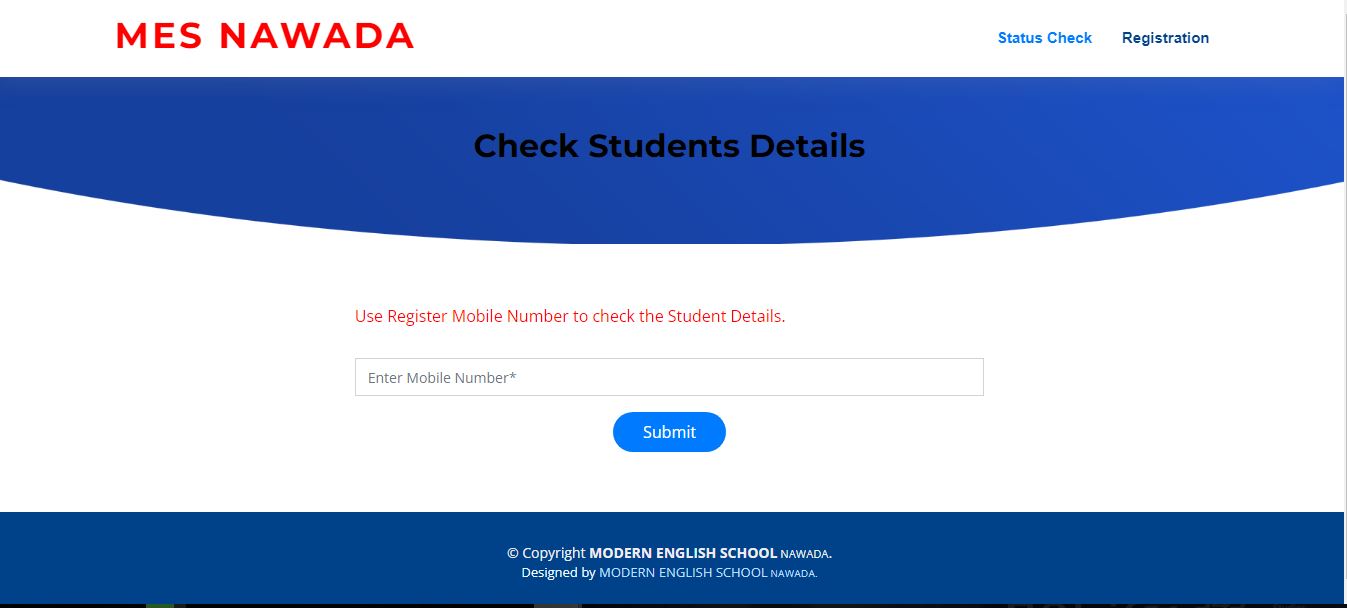 MES NAWADA
Status Check Registration
Check Students Details
Use Register Mobile Number to check the Student Details.
Enter Mobile Number*
Submit
© Copyright MODERN ENGLISH SCHOOL NAWADA.
Designed by MODERN ENGLISH SCHOOL NAWADA.